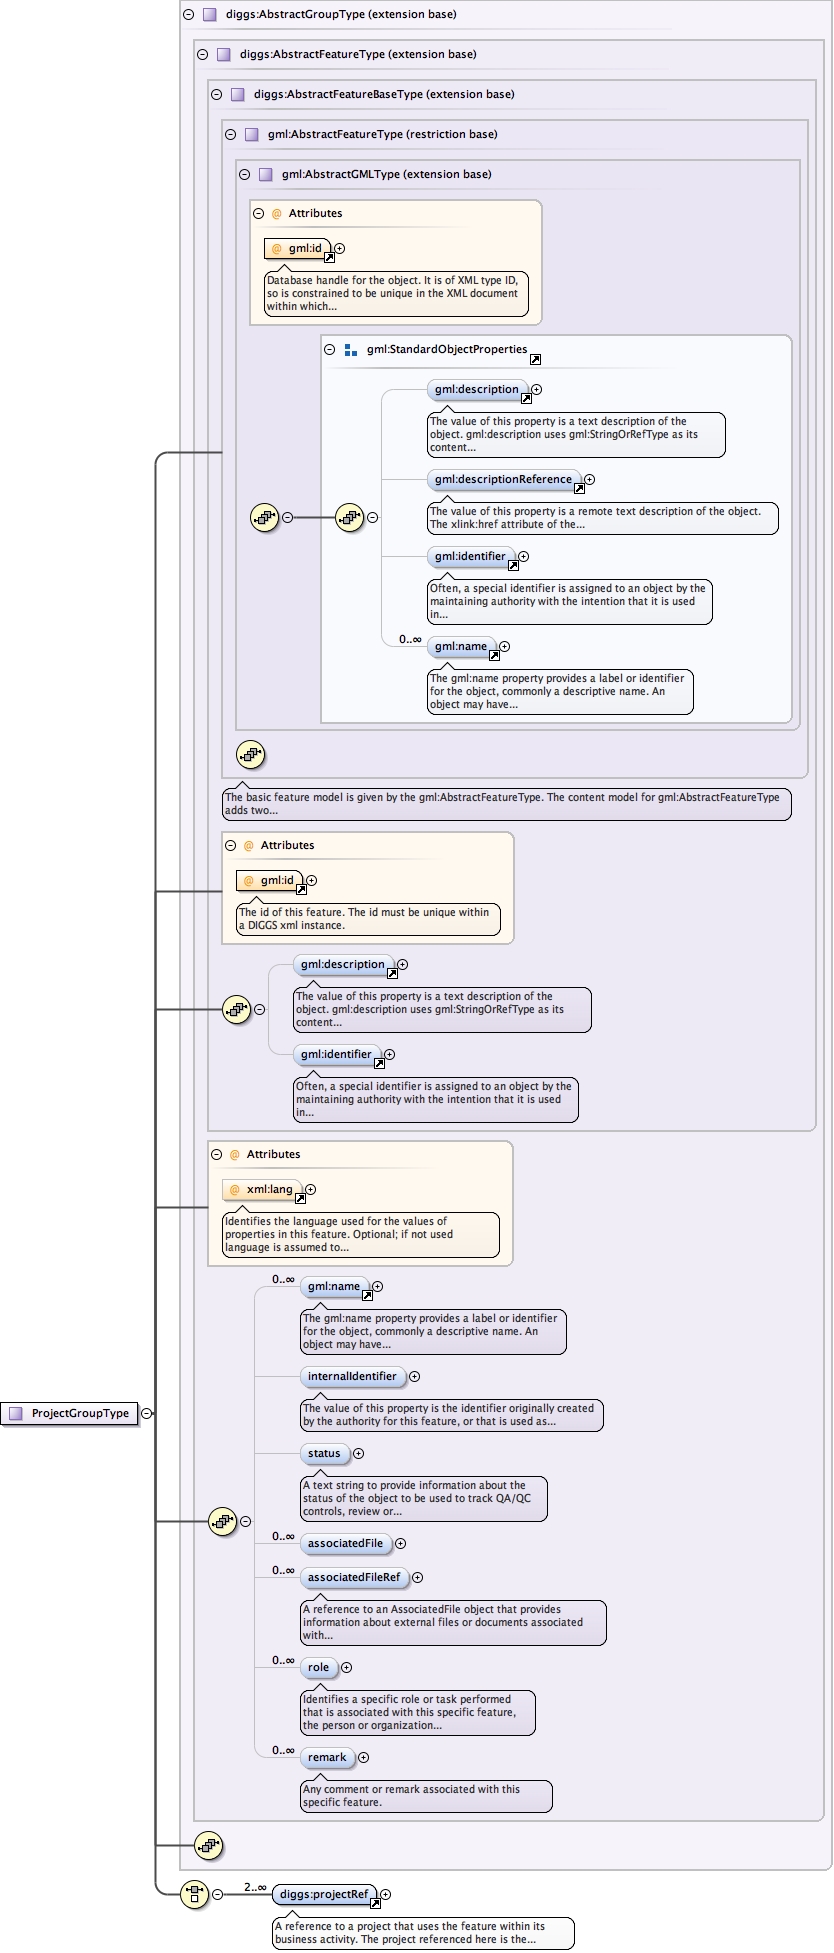 diggs:AbstractGroupType (extension base)
diggs:AbstractFeatureType (extension base)
diggs:AbstractFeatureBaseType (extension base)
gml:AbstractFeatureType (restriction base)
gml:AbstractGMLType (extension base)
@ Attributes
@ gml:id
Database handle for the object. It is of XML type ID,
so is constrained to be unique in the XML document
within which...
gml:StandardObjectProperties
gml:description
The value of this property is a text description of the
object. gml:description uses gml:StringOrRefType as its
content...
gml:descriptionReference
The value of this property is a remote text description of the object.
The xlink:href attribute of the...
gml:identifier
Often, a special identifier is assigned to an object by the
maintaining authority with the intention that it is used
in...
0..∞ gml:name
The gml:name property provides a label or identifier
for the object, commonly a descriptive name. An
object may have...
The basic feature model is given by the gml:AbstractFeatureType. The content model for gml:AbstractFeatureType
adds two...
@ Attributes
@ gml:id
The id of this feature. The id must be unique within
a DIGGS xml instance.
gml:description
The value of this property is a text description of the
object. gml:description uses gml:StringOrRefType as its
content...
gml:identifier
Often, a special identifier is assigned to an object by the
maintaining authority with the intention that it is used
in...
@ Attributes
@ xml:lang
Identifies the language used for the values of
properties in this feature. Optional; if not used
language is assumed to...
0..∞ gml:name
The gml:name property provides a label or identifier
for the object, commonly a descriptive name. An
object may have...
internalIdentifier
The value of this property is the identifier originally created
by the authority for this feature, or that is used as...
ProjectGroupType
status
A text string to provide information about the
status of the object to be used to track QA/QC
controls, review or...
0..∞ associatedFile
0..∞ associatedFileRef
A reference to an AssociatedFile object that provides
information about external files or documents associated
with...
0..∞ role
Identifies a specific role or task performed
that is associated with this specific feature,
the person or organization...
0..∞ remark
Any comment or remark associated with this
specific feature.
2..∞ diggs:projectRef
A reference to a project that uses the feature within its
business activity. The project referenced here is the...